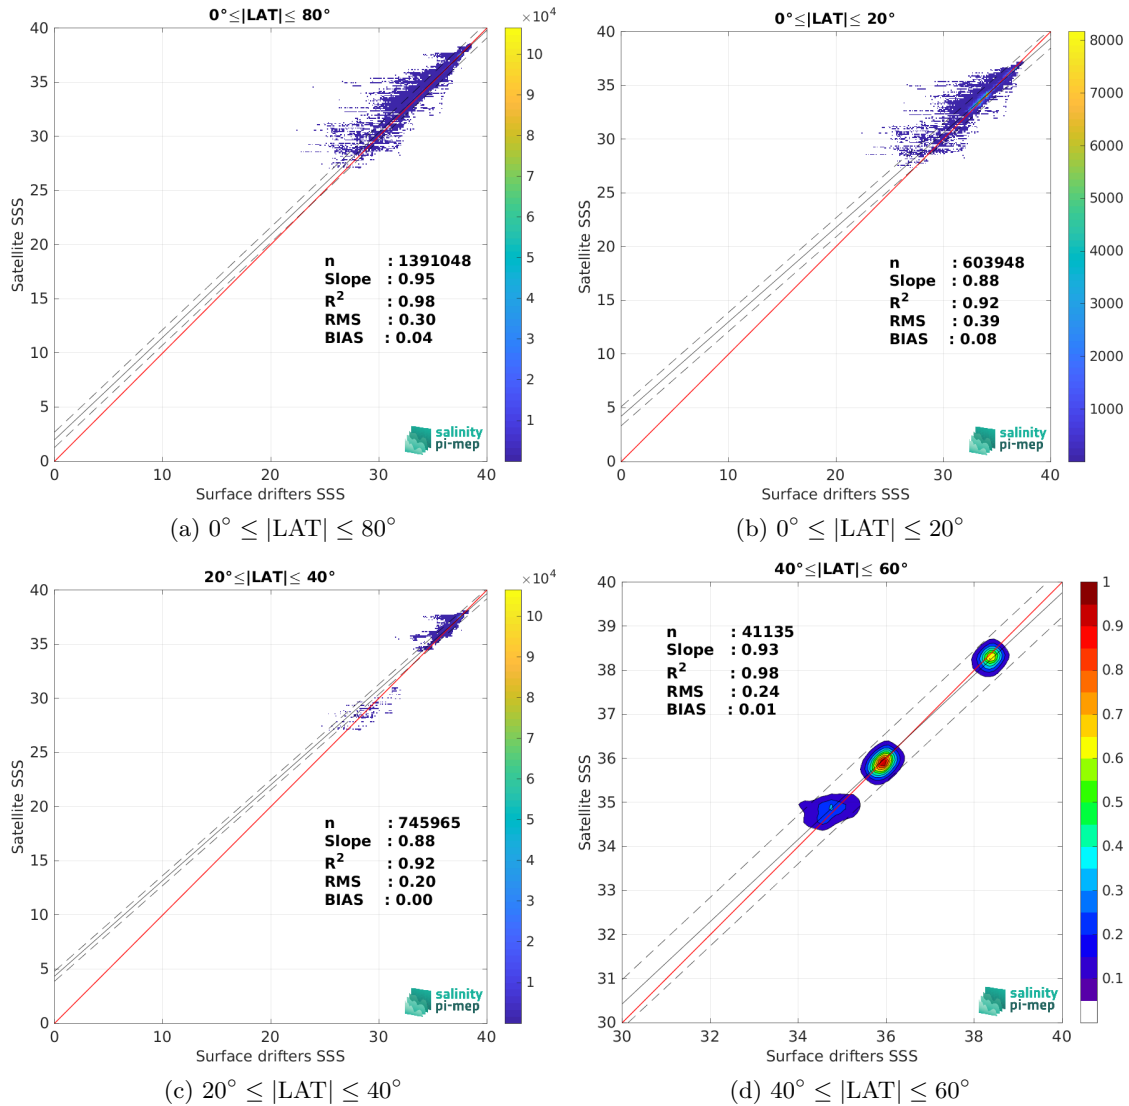 0°≤|LAT|≤ 80°
×10⁴
40
35
30
25
20
15
10
5
0
Satellite SSS
n : 1391048
Slope : 0.95
R² : 0.98
RMS : 0.30
BIAS : 0.04
salinity
pi-mep
0 10 20 30 40
Surface drifters SSS
10
9
8
7
6
5
4
3
2
1
(a) 0° ≤ |LAT| ≤ 80°
0°≤|LAT|≤ 20°
40
35
30
25
20
15
10
5
0
Satellite SSS
n : 603948
Slope : 0.88
R² : 0.92
RMS : 0.39
BIAS : 0.08
salinity
pi-mep
0 10 20 30 40
Surface drifters SSS
8000
7000
6000
5000
4000
3000
2000
1000
(b) 0° ≤ |LAT| ≤ 20°
20°≤|LAT|≤ 40°
×10⁴
40
35
30
25
20
15
10
5
0
Satellite SSS
n : 745965
Slope : 0.88
R² : 0.92
RMS : 0.20
BIAS : 0.00
salinity
pi-mep
0 10 20 30 40
Surface drifters SSS
10
9
8
7
6
5
4
3
2
1
(c) 20° ≤ |LAT| ≤ 40°
40°≤|LAT|≤ 60°
40
39
38
37
36
35
34
33
32
31
30
Satellite SSS
n : 41135
Slope : 0.93
R² : 0.98
RMS : 0.24
BIAS : 0.01
salinity
pi-mep
30 32 34 36 38 40
Surface drifters SSS
1
0.9
0.8
0.7
0.6
0.5
0.4
0.3
0.2
0.1
(d) 40° ≤ |LAT| ≤ 60°